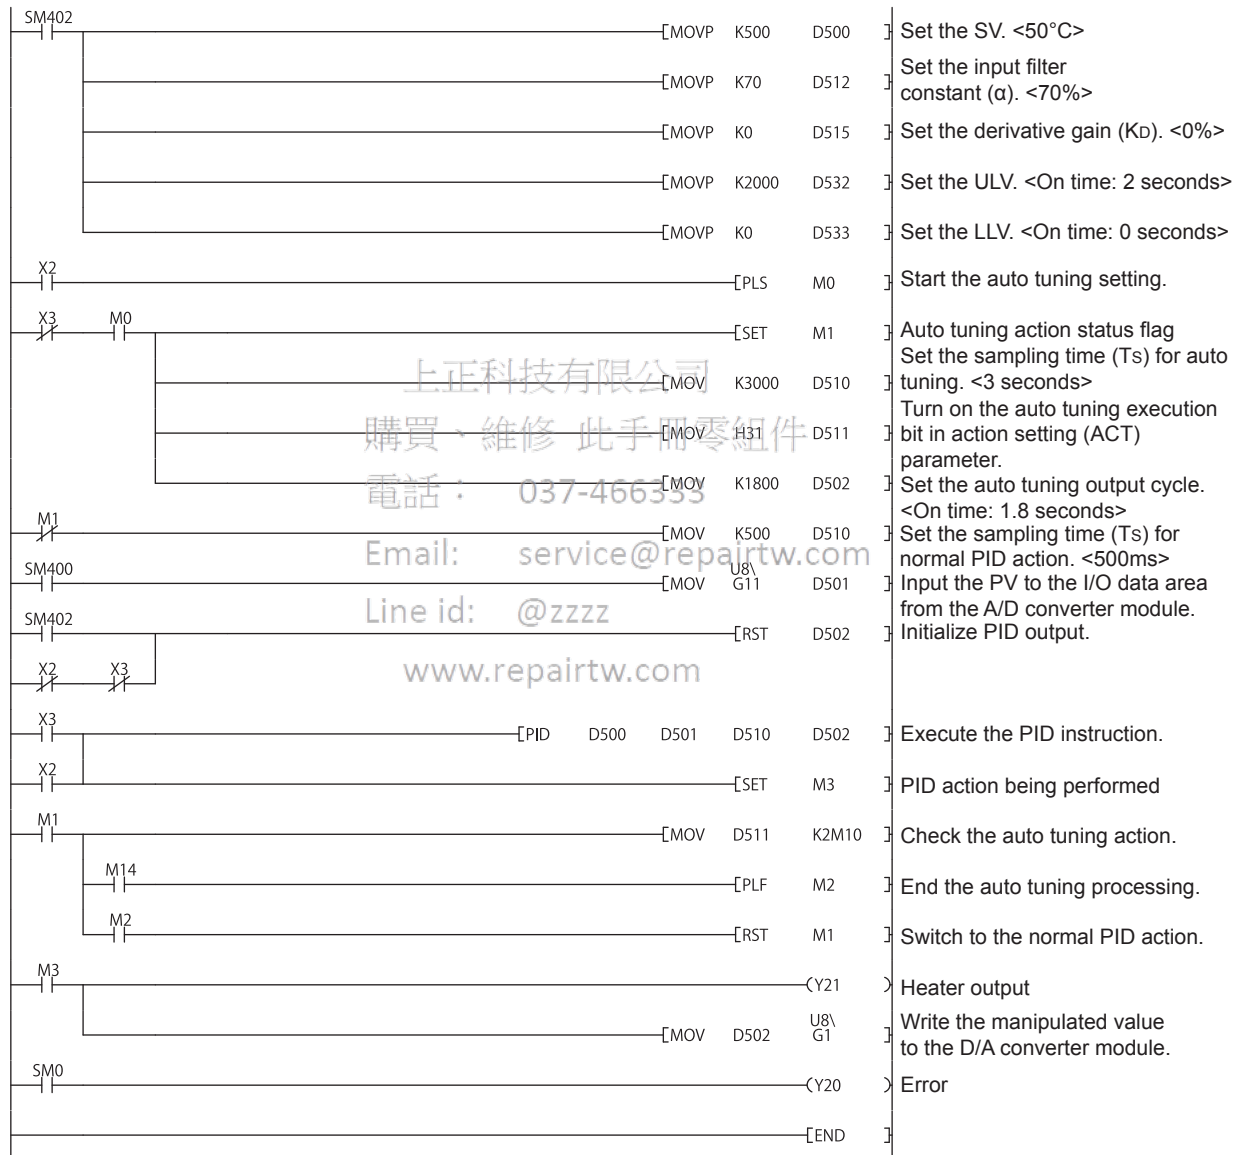 SM402
MOVP K500 D500 Set the SV. <50°C>
Set the input filter
MOVP K70 D512 constant (α). <70%>
MOVP K0 D515 Set the derivative gain (KD). <0%>
MOVP K2000 D532 Set the ULV. <On time: 2 seconds>
MOVP K0 D533 Set the LLV. <On time: 0 seconds>
X2
PLS M0 Start the auto tuning setting.
X3 M0
SET M1 Auto tuning action status flag
Set the sampling time (Ts) for auto
上正科技有限公司
MOV K3000 D510 tuning. <3 seconds>
Turn on the auto tuning execution
購買、維修 此手冊零組件
MOV H31 D511 bit in action setting (ACT)
parameter.
電話： 037-466333
MOV K1800 D502 Set the auto tuning output cycle.
<On time: 1.8 seconds>
M1
MOV K500 D510 Set the sampling time (Ts) for
Email: service@repairtw.com
normal PID action. <500ms>
SM400 U8\
MOV G11 D501 Input the PV to the I/O data area
Line id: @zzzz
from the A/D converter module.
SM402
RST D502 Initialize PID output.
X2 X3
www.repairtw.com
X3
PID D500 D501 D510 D502 Execute the PID instruction.
X2
SET M3 PID action being performed
M1
MOV D511 K2M10 Check the auto tuning action.
M14
PLF M2 End the auto tuning processing.
M2
RST M1 Switch to the normal PID action.
M3
Y21 Heater output
U8\ Write the manipulated value
MOV D502 G1 to the D/A converter module.
SM0
Y20 Error
END